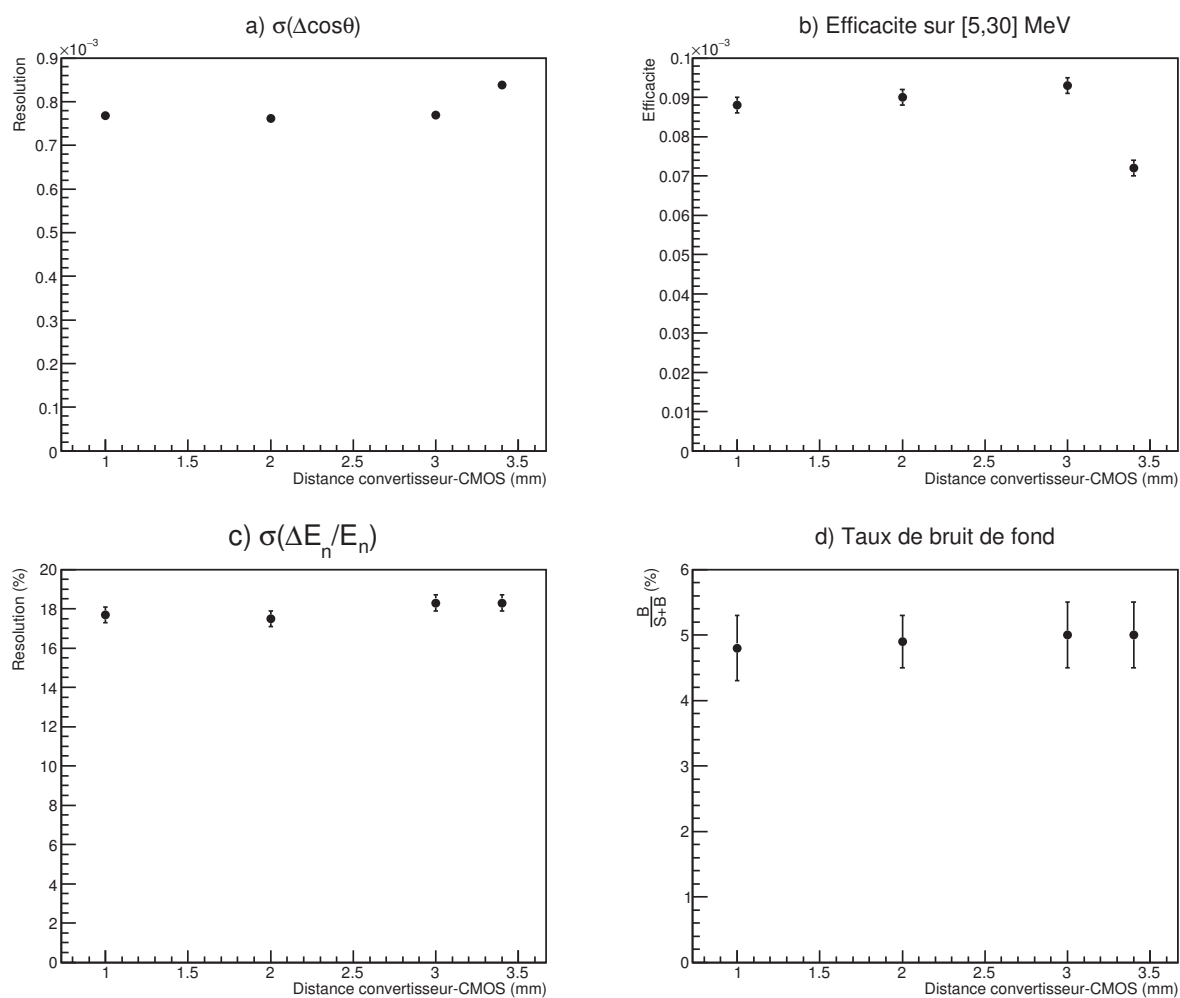 a) σ(Δcosθ)
×10⁻³
Resolution
0.9
0.8
0.7
0.6
0.5
0.4
0.3
0.2
0.1
0
1 1.5 2 2.5 3 3.5
Distance convertisseur-CMOS (mm)
b) Efficacite sur [5,30] MeV
×10⁻³
Efficacite
0.1
0.09
0.08
0.07
0.06
0.05
0.04
0.03
0.02
0.01
0
1 1.5 2 2.5 3 3.5
Distance convertisseur-CMOS (mm)
c) σ(ΔEₙ/Eₙ)
Resolution (%)
20
18
16
14
12
10
8
6
4
2
0
1 1.5 2 2.5 3 3.5
Distance convertisseur-CMOS (mm)
d) Taux de bruit de fond
B
S+B (%)
6
5
4
3
2
1
0
1 1.5 2 2.5 3 3.5
Distance convertisseur-CMOS (mm)